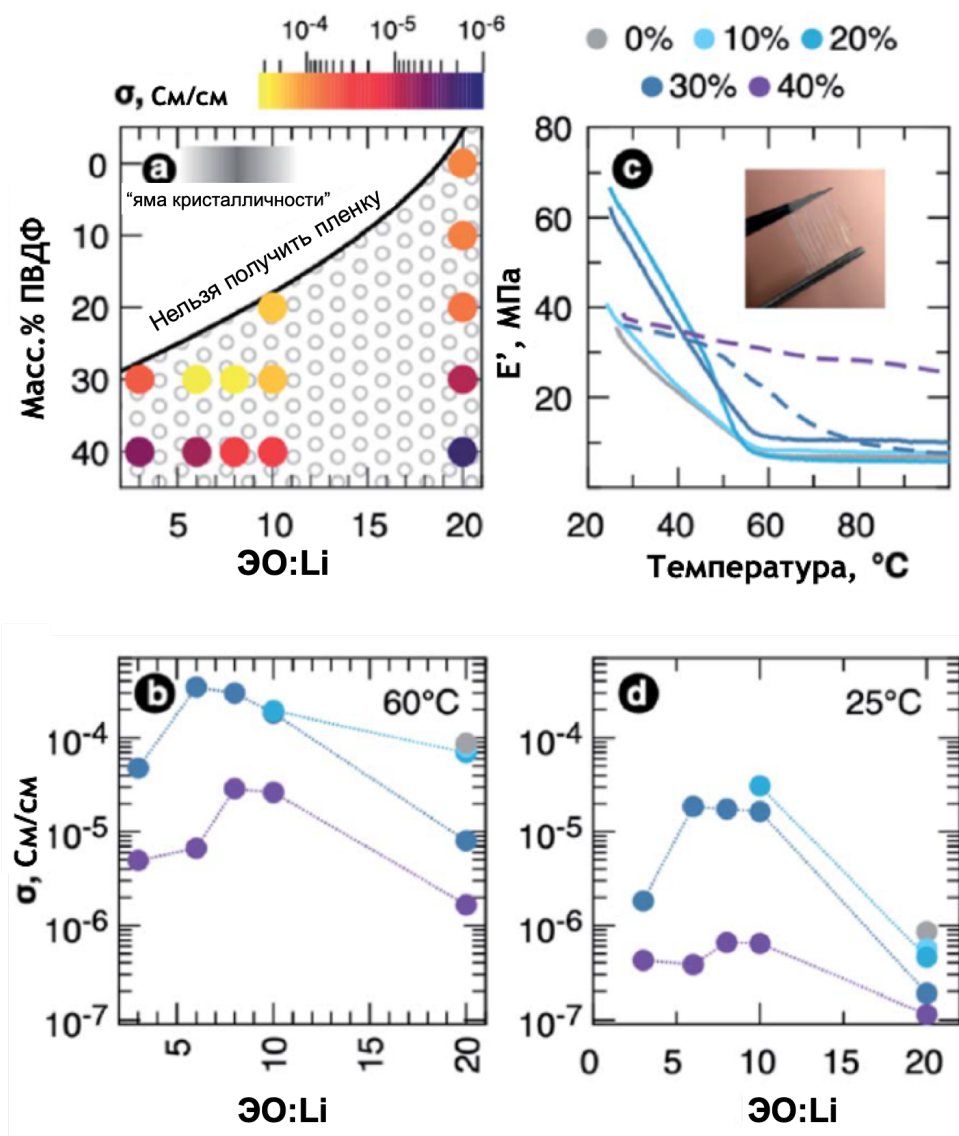 10⁻⁴ 10⁻⁵ 10⁻⁶
σ, См/см
0% 10% 20%
30% 40%
a
"яма кристалличности"
Нельзя получить пленку
Масс.% ПВДФ
0
10
20
30
40
5 10 15 20
ЭО:Li
c
E', МПа
80
60
40
20
20 40 60 80
Температура, °C
b
60°C
σ, См/см
10⁻⁴
10⁻⁵
10⁻⁶
10⁻⁷
5 10 15 20
ЭО:Li
d
25°C
10⁻⁴
10⁻⁵
10⁻⁶
10⁻⁷
0 5 10 15 20
ЭО:Li